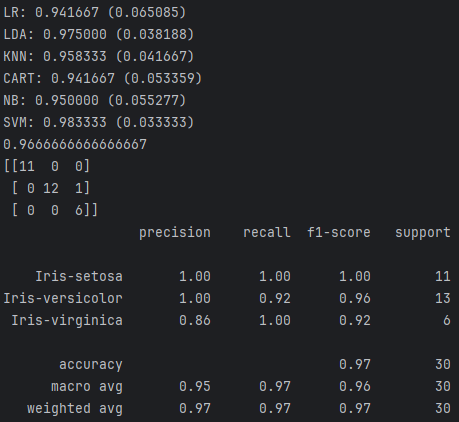 LR: 0.941667 (0.065085)
LDA: 0.975000 (0.038188)
KNN: 0.958333 (0.041667)
CART: 0.941667 (0.053359)
NB: 0.950000 (0.055277)
SVM: 0.983333 (0.033333)
0.9666666666666667
[[11  0  0]
 [ 0 12  1]
 [ 0  0  6]]
                 precision    recall  f1-score   support

    Iris-setosa       1.00      1.00      1.00        11
Iris-versicolor       1.00      0.92      0.96        13
 Iris-virginica       0.86      1.00      0.92         6

       accuracy                           0.97        30
      macro avg       0.95      0.97      0.96        30
   weighted avg       0.97      0.97      0.97        30